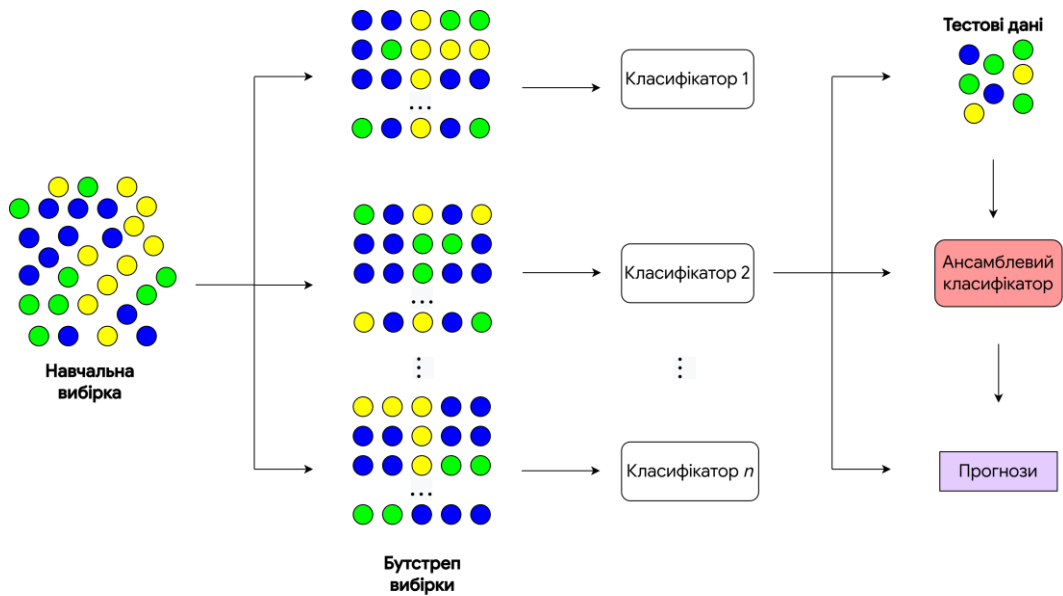 Тестові дані
Класифікатор 1
...
Класифікатор 2
Ансамблевий
класифікатор
...
Навчальна
вибірка
Класифікатор n
Прогнози
...
Бутстреп
вибірки